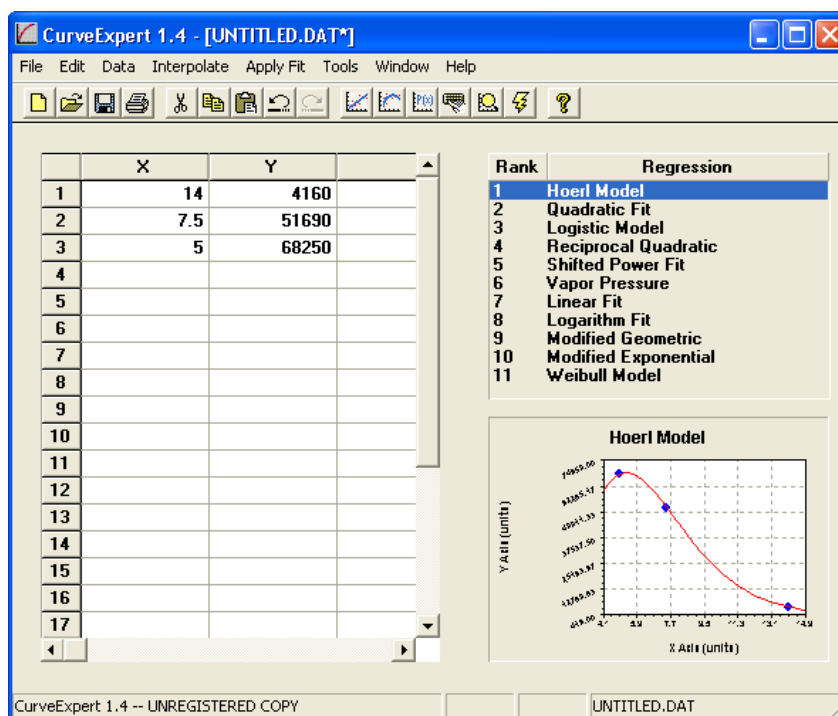 CurveExpert 1.4 - [UNTITLED.DAT*]
File Edit Data Interpolate Apply Fit Tools Window Help
X Y
1 14 4160
2 7.5 51690
3 5 68250
4
5
6
7
8
9
10
11
12
13
14
15
16
17
Rank Regression
1 Hoerl Model
2 Quadratic Fit
3 Logistic Model
4 Reciprocal Quadratic
5 Shifted Power Fit
6 Vapor Pressure
7 Linear Fit
8 Logarithm Fit
9 Modified Geometric
10 Modified Exponential
11 Weibull Model
Hoerl Model
Y Axis (units)
X Axis (units)
CurveExpert 1.4 -- UNREGISTERED COPY
UNTITLED.DAT